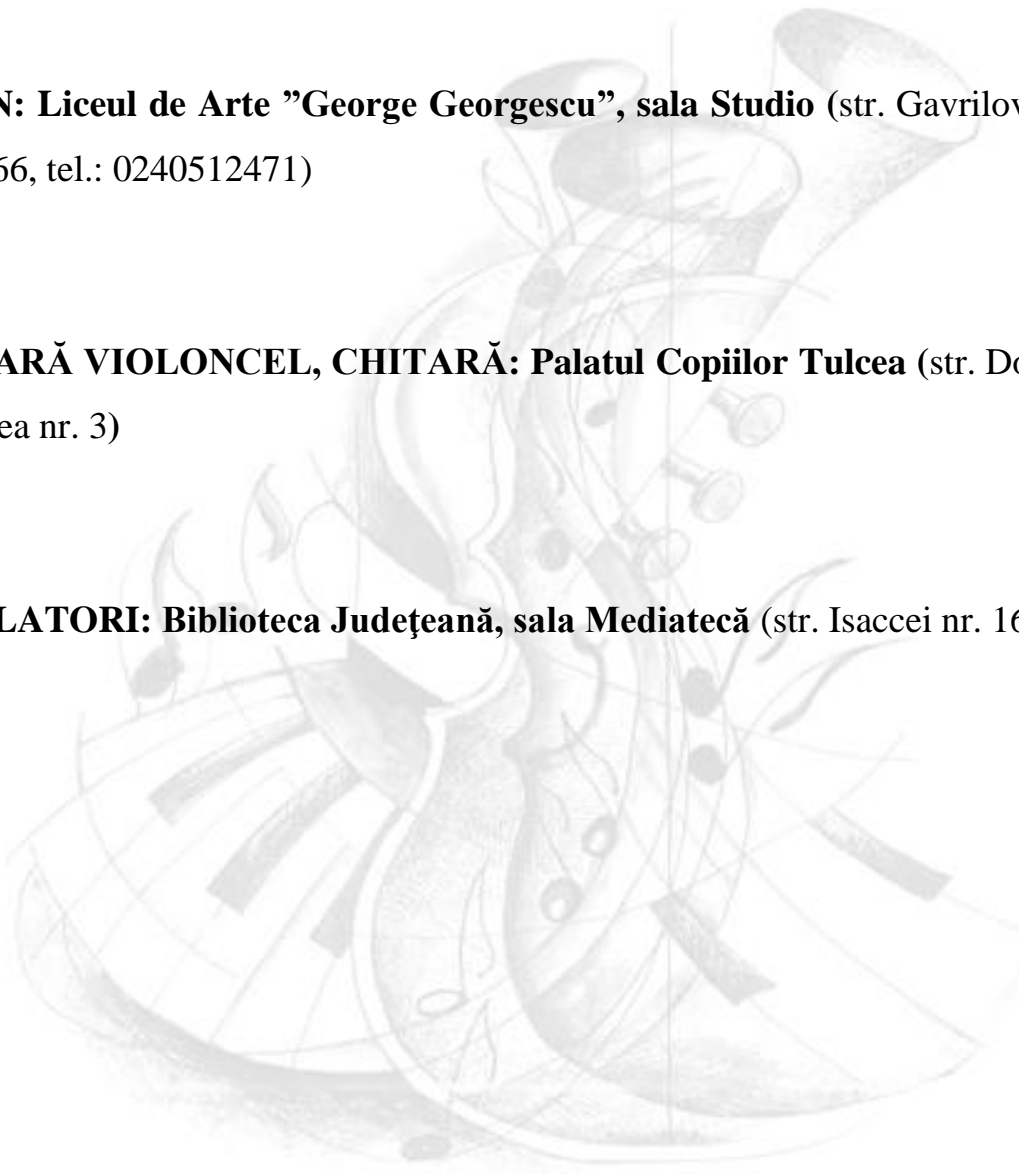 N: Liceul de Arte ”George Georgescu”, sala Studio (str. Gavrilov
66, tel.: 0240512471)
ARĂ VIOLONCEL, CHITARĂ: Palatul Copiilor Tulcea (str. Do
ea nr. 3)
LATORI: Biblioteca Judeţeană, sala Mediatecă (str. Isaccei nr. 16